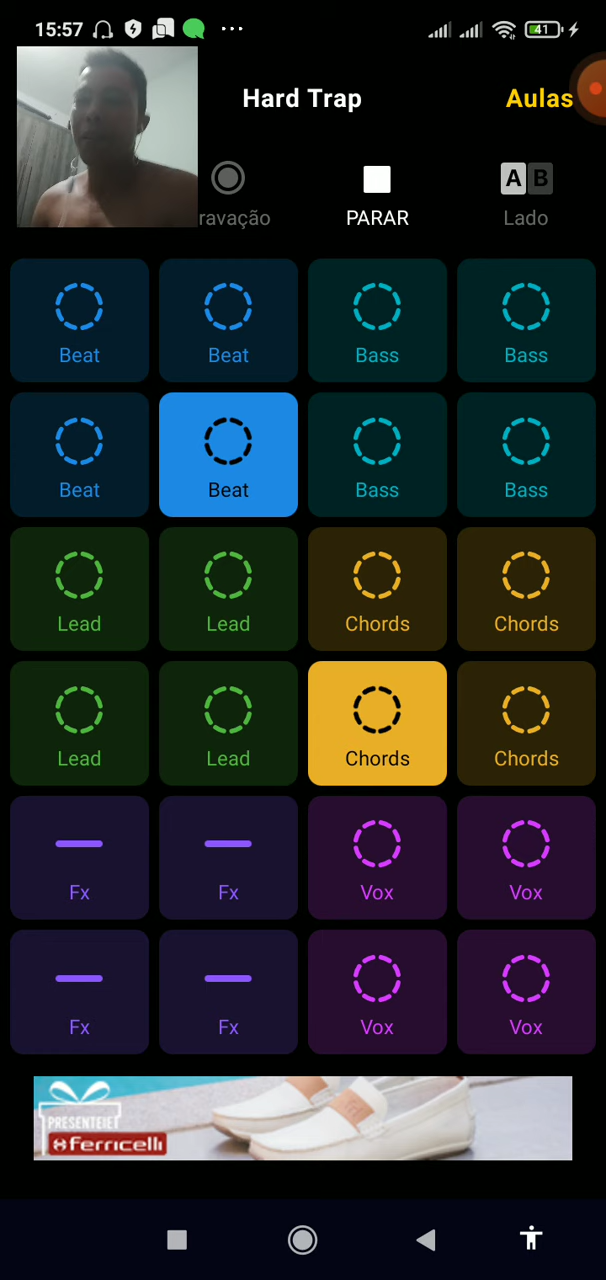 15:57
41
Hard Trap
Aulas
A B
ravação
PARAR
Lado
Beat
Beat
Bass
Bass
Beat
Beat
Bass
Bass
Lead
Lead
Chords
Chords
Lead
Lead
Chords
Chords
Fx
Fx
Vox
Vox
Fx
Fx
Vox
Vox
PRESENTEIE!
Ferricelli